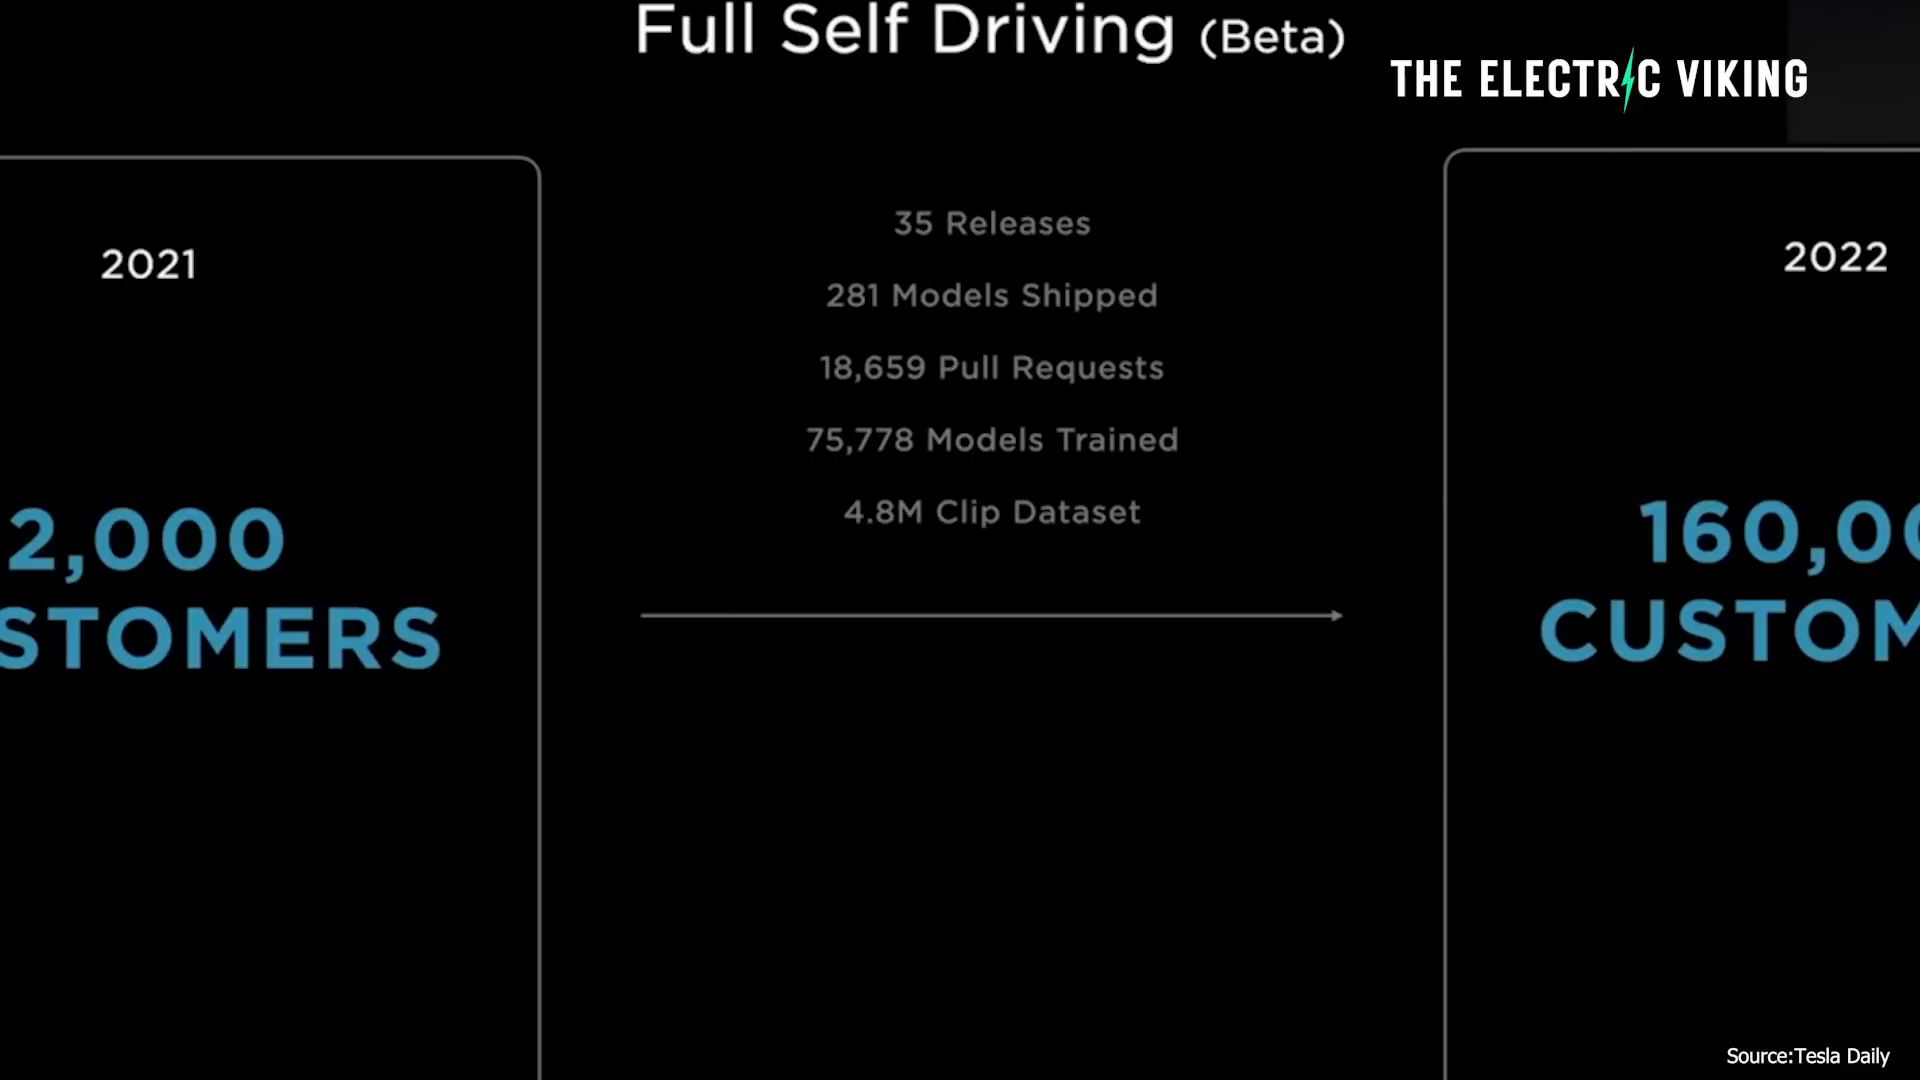 Full Self Driving (Beta)
THE ELECTRIC VIKING
2021
2,000
STOMERS
35 Releases
281 Models Shipped
18,659 Pull Requests
75,778 Models Trained
4.8M Clip Dataset
2022
160,00
CUSTOM
Source:Tesla Daily